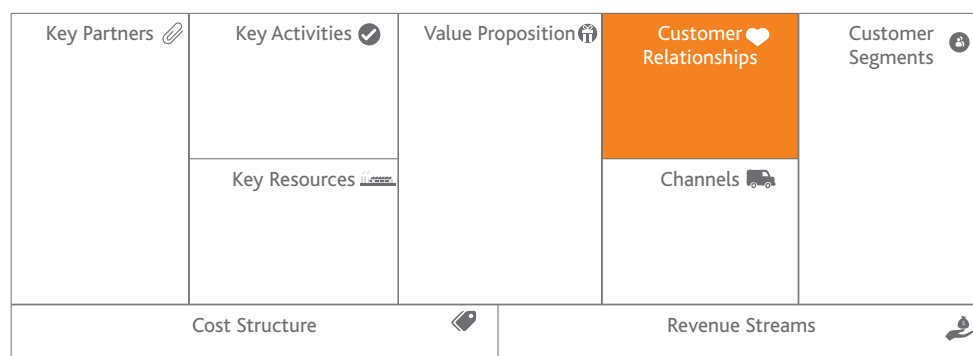 Key Partners
Key Activities
Value Proposition
Customer
Relationships
Customer
Segments
Key Resources
Channels
Cost Structure
Revenue Streams